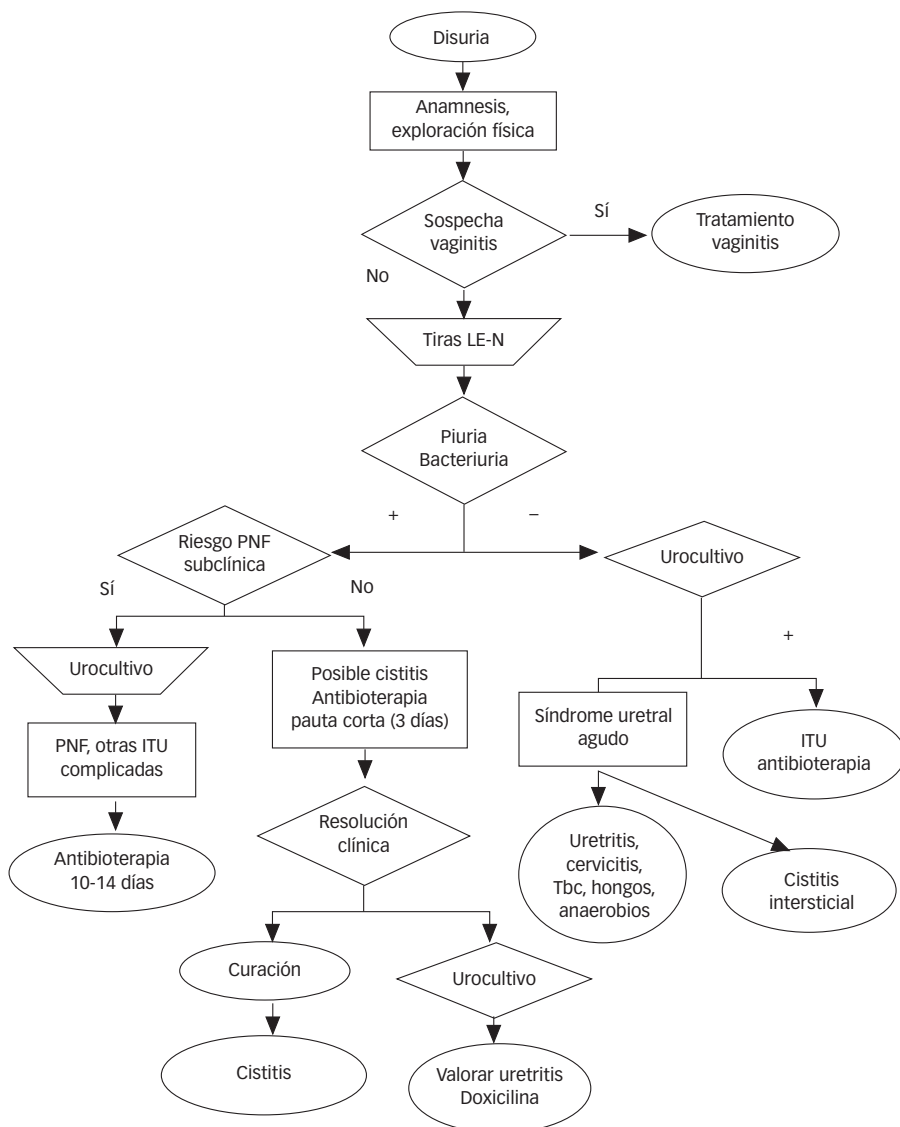 Disuria
Anamnesis,
exploración física
Sospecha
vaginitis
Sí
Tratamiento
vaginitis
No
Tiras LE-N
Piuria
Bacteriuria
+
–
Riesgo PNF
subclínica
Urocultivo
Sí
No
+
Urocultivo
Posible cistitis
Antibioterapia
pauta corta (3 días)
Síndrome uretral
agudo
ITU
antibioterapia
PNF, otras ITU
complicadas
Resolución
clínica
Uretritis,
cervicitis,
Tbc, hongos,
anaerobios
Cistitis
intersticial
Antibioterapia
10-14 días
Curación
Urocultivo
Cistitis
Valorar uretritis
Doxicilina